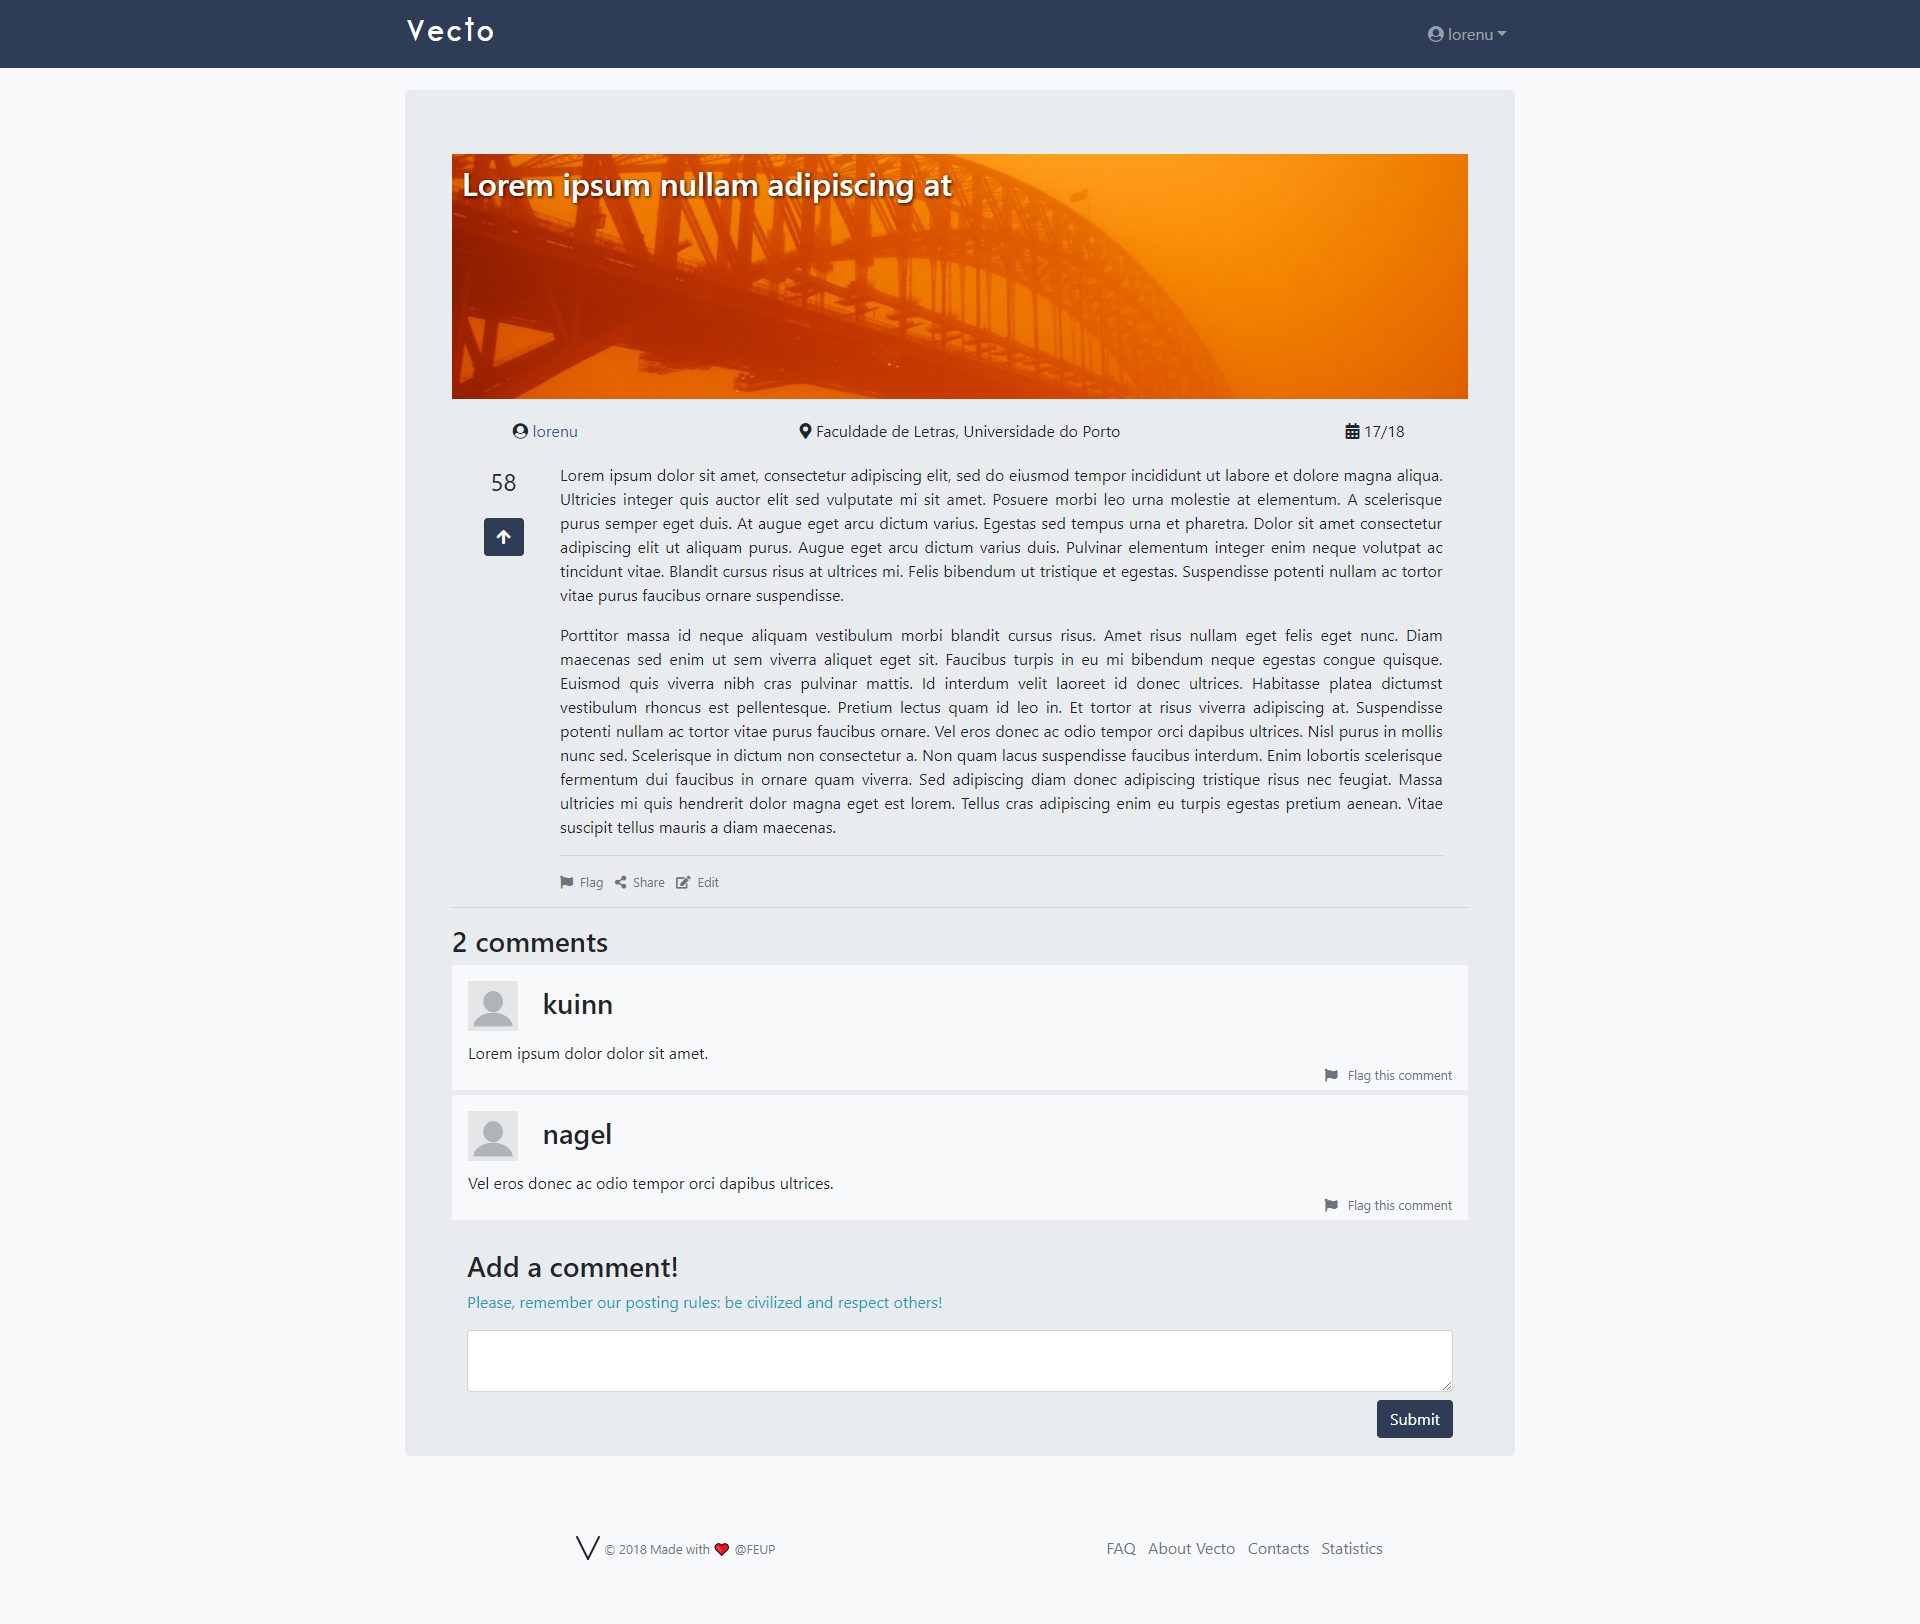 Vecto
lorenu
Lorem ipsum nullam adipiscing at
lorenu
Faculdade de Letras, Universidade do Porto
17/18
58
Lorem ipsum dolor sit amet, consectetur adipiscing elit, sed do eiusmod tempor incididunt ut labore et dolore magna aliqua.
Ultricies integer quis auctor elit sed vulputate mi sit amet. Posuere morbi leo urna molestie at elementum. A scelerisque
purus semper eget duis. At augue eget arcu dictum varius. Egestas sed tempus urna et pharetra. Dolor sit amet consectetur
adipiscing elit ut aliquam purus. Augue eget arcu dictum varius duis. Pulvinar elementum integer enim neque volutpat ac
tincidunt vitae. Blandit cursus risus at ultrices mi. Felis bibendum ut tristique et egestas. Suspendisse potenti nullam ac tortor
vitae purus faucibus ornare suspendisse.
Porttitor massa id neque aliquam vestibulum morbi blandit cursus risus. Amet risus nullam eget felis eget nunc. Diam
maecenas sed enim ut sem viverra aliquet eget sit. Faucibus turpis in eu mi bibendum neque egestas congue quisque.
Euismod quis viverra nibh cras pulvinar mattis. Id interdum velit laoreet id donec ultrices. Habitasse platea dictumst
vestibulum rhoncus est pellentesque. Pretium lectus quam id leo in. Et tortor at risus viverra adipiscing at. Suspendisse
potenti nullam ac tortor vitae purus faucibus ornare. Vel eros donec ac odio tempor orci dapibus ultrices. Nisl purus in mollis
nunc sed. Scelerisque in dictum non consectetur a. Non quam lacus suspendisse faucibus interdum. Enim lobortis scelerisque
fermentum dui faucibus in ornare quam viverra. Sed adipiscing diam donec adipiscing tristique risus nec feugiat. Massa
ultricies mi quis hendrerit dolor magna eget est lorem. Tellus cras adipiscing enim eu turpis egestas pretium aenean. Vitae
suscipit tellus mauris a diam maecenas.
Flag Share Edit
2 comments
kuinn
Lorem ipsum dolor dolor sit amet.
Flag this comment
nagel
Vel eros donec ac odio tempor orci dapibus ultrices.
Flag this comment
Add a comment!
Please, remember our posting rules: be civilized and respect others!
Submit
V © 2018 Made with ❤ @FEUP
FAQ About Vecto Contacts Statistics